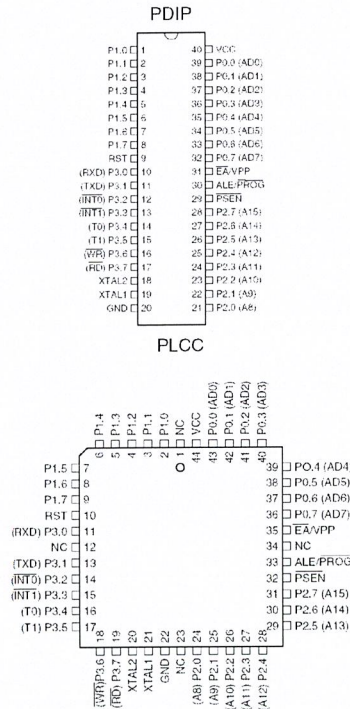 PDIP
P1.0 1 40 VCC
P1.1 2 39 P0.0 (AD0)
P1.2 3 38 P0.1 (AD1)
P1.3 4 37 P0.2 (AD2)
P1.4 5 36 P0.3 (AD3)
P1.5 6 35 P0.4 (AD4)
P1.6 7 34 P0.5 (AD5)
P1.7 8 33 P0.6 (AD6)
RST 9 32 P0.7 (AD7)
(RXD) P3.0 10 31 EA/VPP
(TXD) P3.1 11 30 ALE/PROG
(INT0) P3.2 12 29 PSEN
(INT1) P3.3 13 28 P2.7 (A15)
(T0) P3.4 14 27 P2.6 (A14)
(T1) P3.5 15 26 P2.5 (A13)
(WR) P3.6 16 25 P2.4 (A12)
(RD) P3.7 17 24 P2.3 (A11)
XTAL2 18 23 P2.2 (A10)
XTAL1 19 22 P2.1 (A9)
GND 20 21 P2.0 (A8)
PLCC
P1.4 P1.3 P1.2 P1.1 P1.0 NC VCC P0.0 (AD0) P0.1 (AD1) P0.2 (AD2) P0.3 (AD3)
6 5 4 3 2 1 44 43 42 41 40
P1.5 7 39 PO.4 (AD4
P1.6 8 38 P0.5 (AD5)
P1.7 9 37 P0.6 (AD6)
RST 10 36 P0.7 (AD7)
(RXD) P3.0 11 35 EA/VPP
NC 12 34 NC
(TXD) P3.1 13 33 ALE/PROG
(INT0) P3.2 14 32 PSEN
(INT1) P3.3 15 31 P2.7 (A15)
(T0) P3.4 16 30 P2.6 (A14)
(T1) P3.5 17 29 P2.5 (A13)
18 19 20 21 22 23 24 25 26 27 28
(WR) P3.6 (RD) P3.7 XTAL2 XTAL1 GND NC (A8) P2.0 (A9) P2.1 (A10) P2.2 (A11) P2.3 (A12) P2.4